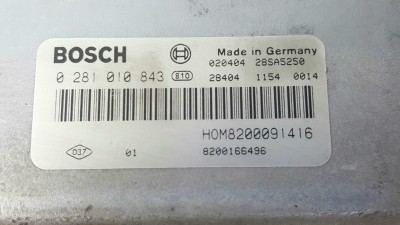 BOSCH
Made in Germany
020404 28SA5250
0 281 010 843 810 28404 1154 0014
HOM8200091416
D37 01 8200166496